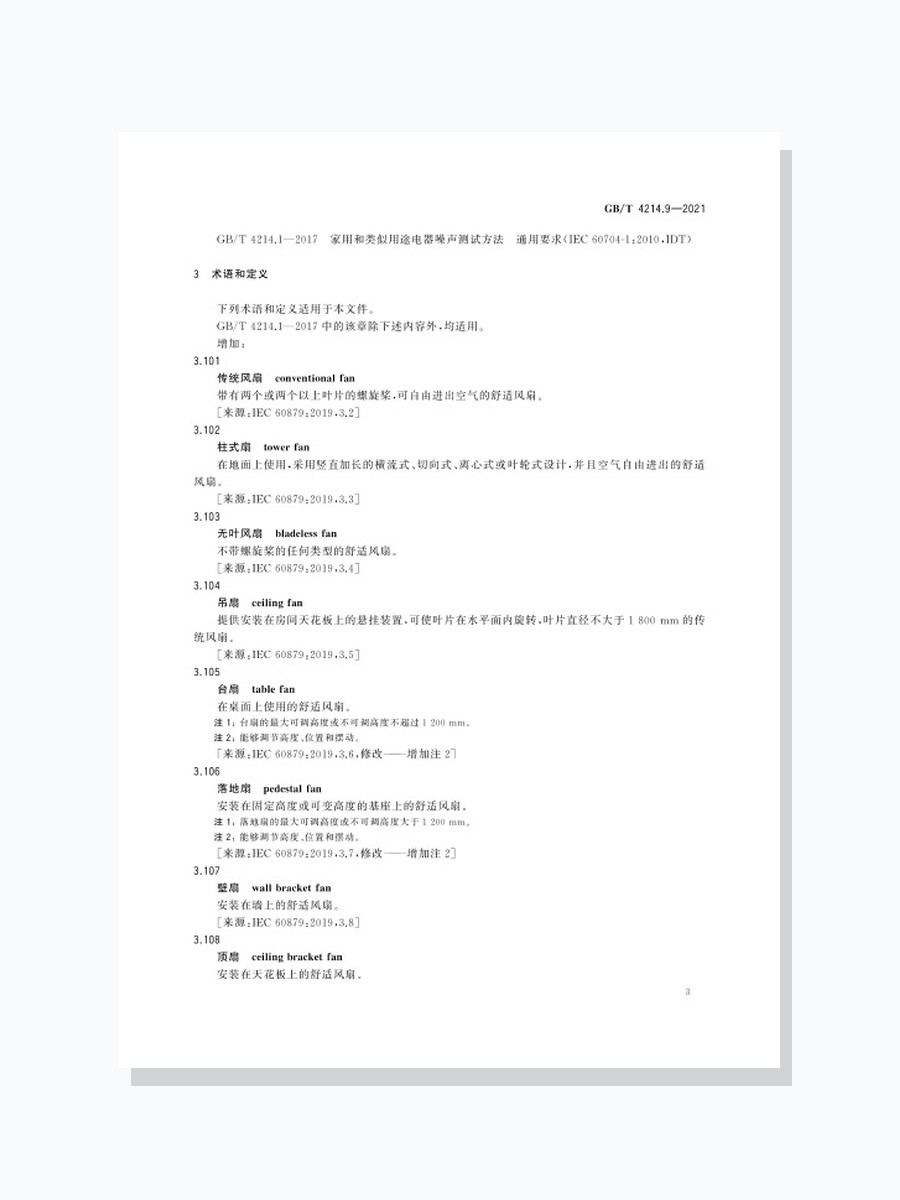 GB/T 4214.9—2021
GB/T 4214.1—2017 家用和类似用途电器噪声测试方法 通用要求(IEC 60704-1:2010,IDT)
3 术语和定义
下列术语和定义适用于本文件。
GB/T 4214.1—2017 中的该章除下述内容外,均适用。
增加:
3.101
传统风扇 conventional fan
带有两个或两个以上叶片的螺旋桨,可自由进出空气的舒适风扇。
[来源:IEC 60879:2019,3.2]
3.102
柱式扇 tower fan
在地面上使用,采用竖直加长的横流式、切向式、离心式或叶轮式设计,并且空气自由进出的舒适
风扇。
[来源:IEC 60879:2019,3.3]
3.103
无叶风扇 bladeless fan
不带螺旋桨的任何类型的舒适风扇。
[来源:IEC 60879:2019,3.4]
3.104
吊扇 ceiling fan
提供安装在房间天花板上的悬挂装置,可使叶片在水平面内旋转,叶片直径不大于 1 800 mm 的传
统风扇。
[来源:IEC 60879:2019,3.5]
3.105
台扇 table fan
在桌面上使用的舒适风扇。
注 1:台扇的最大可调高度或不可调高度不超过 1 200 mm。
注 2:能够调节高度、位置和摆动。
[来源:IEC 60879:2019,3.6,修改——增加注 2]
3.106
落地扇 pedestal fan
安装在固定高度或可变高度的基座上的舒适风扇。
注 1:落地扇的最大可调高度或不可调高度大于 1 200 mm。
注 2:能够调节高度、位置和摆动。
[来源:IEC 60879:2019,3.7,修改——增加注 2]
3.107
壁扇 wall bracket fan
安装在墙上的舒适风扇。
[来源:IEC 60879:2019,3.8]
3.108
顶扇 ceiling bracket fan
安装在天花板上的舒适风扇。
3